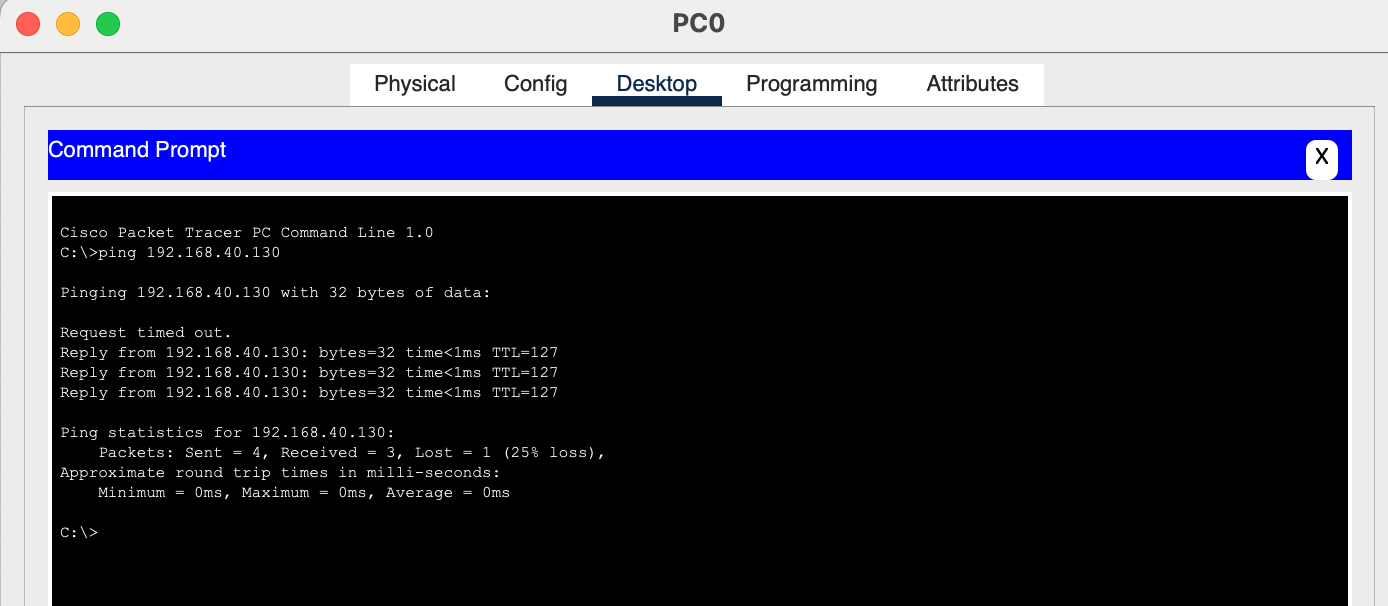 PC0
Physical Config Desktop Programming Attributes
Command Prompt
X
Cisco Packet Tracer PC Command Line 1.0
C:\>ping 192.168.40.130
Pinging 192.168.40.130 with 32 bytes of data:
Request timed out.
Reply from 192.168.40.130: bytes=32 time<1ms TTL=127
Reply from 192.168.40.130: bytes=32 time<1ms TTL=127
Reply from 192.168.40.130: bytes=32 time<1ms TTL=127
Ping statistics for 192.168.40.130:
    Packets: Sent = 4, Received = 3, Lost = 1 (25% loss),
Approximate round trip times in milli-seconds:
    Minimum = 0ms, Maximum = 0ms, Average = 0ms
C:\>